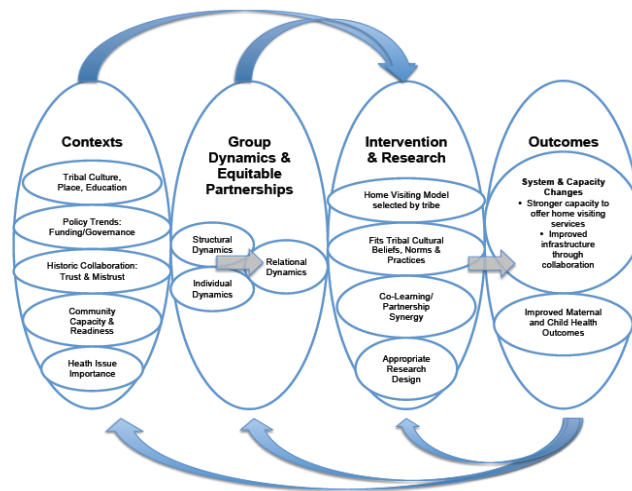 Contexts
Tribal Culture,
Place, Education
Policy Trends:
Funding/Governance
Historic Collaboration:
Trust & Mistrust
Community
Capacity &
Readiness
Heath Issue
Importance
Group
Dynamics &
Equitable
Partnerships
Structural
Dynamics
Individual
Dynamics
Relational
Dynamics
Intervention
& Research
Home Visiting Model
selected by tribe
Fits Tribal Cultural
Beliefs, Norms &
Practices
Co-Learning/
Partnership
Synergy
Appropriate
Research
Design
Outcomes
System & Capacity
Changes
• Stronger capacity to
offer home visiting
services
• Improved
infrastructure
through
collaboration
Improved Maternal
and Child Health
Outcomes